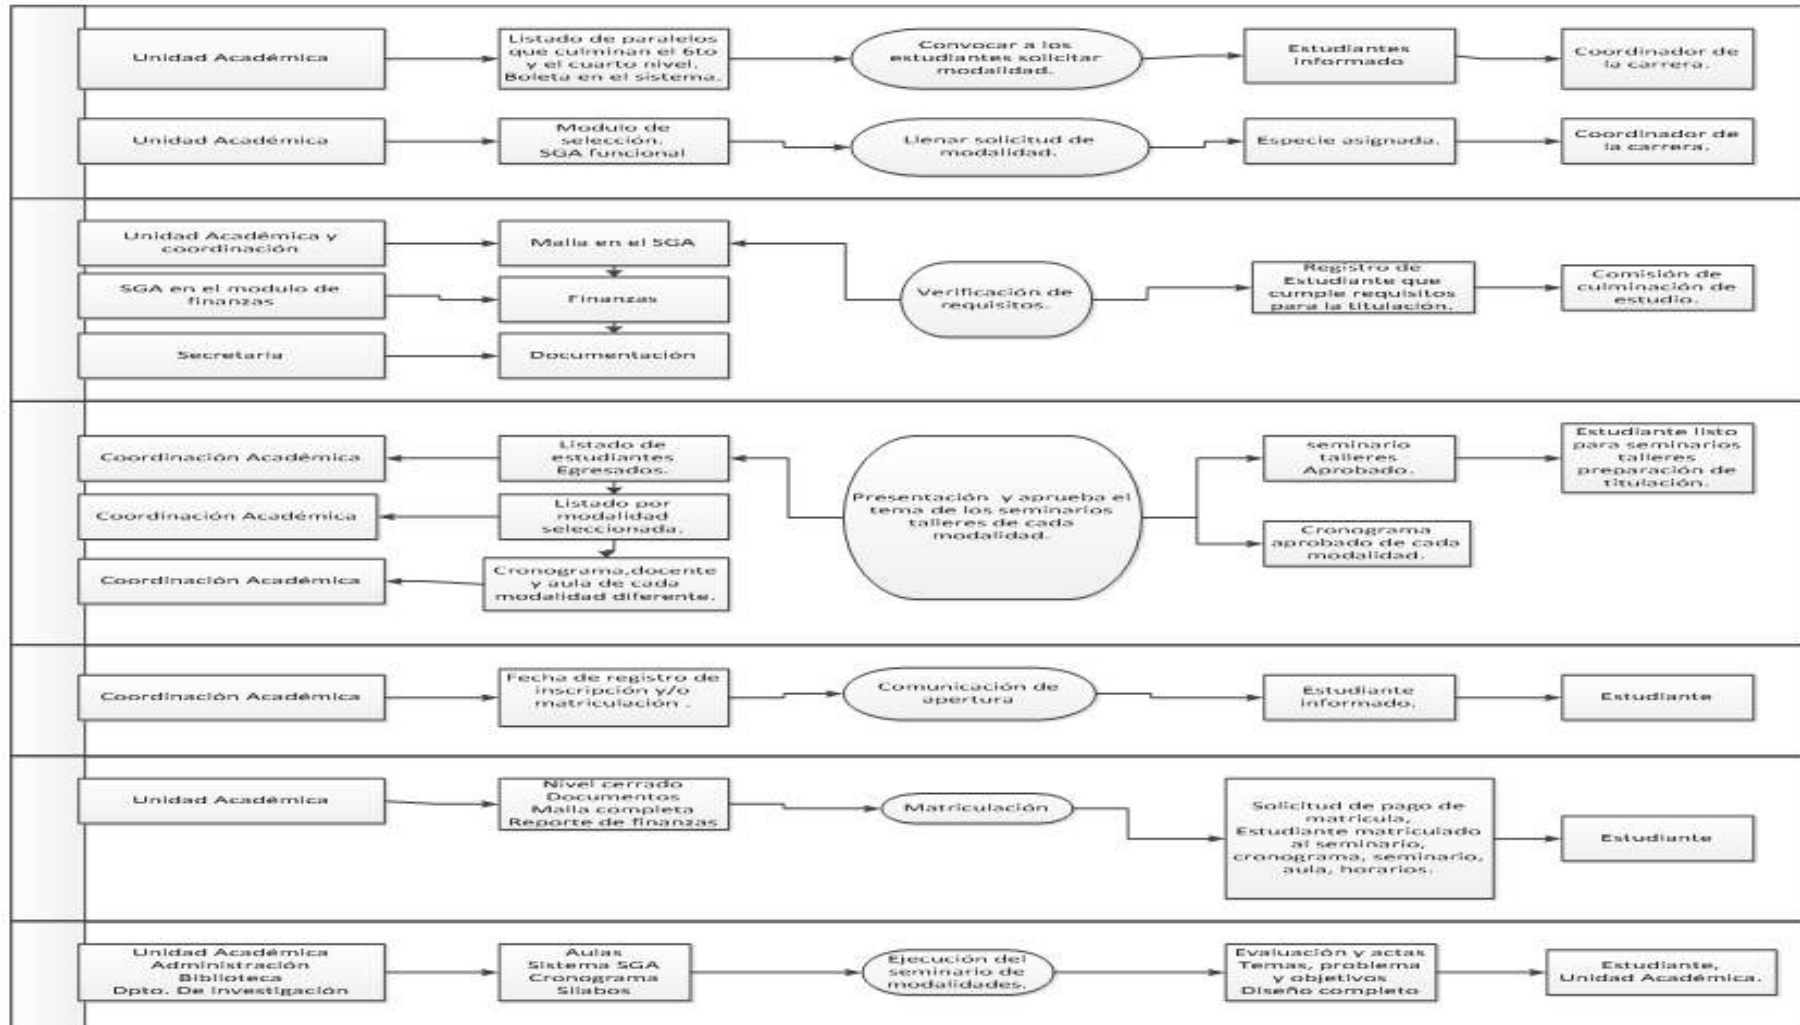 Unidad Académica
Listado de paralelos
que culminan el 6to
y el cuarto nivel.
Boleta en el sistema.
Convocar a los
estudiantes solicitar
modalidad.
Estudiantes
informado
Coordinador de
la carrera.
Unidad Académica
Modulo de
selección.
SGA funcional
Llenar solicitud de
modalidad.
Especie asignada.
Coordinador de
la carrera.
Unidad Académica y
coordinación
Malla en el SGA
SGA en el modulo de
finanzas
Finanzas
Secretaria
Documentación
Verificación de
requisitos.
Registro de
Estudiante que
cumple requisitos
para la titulación.
Comisión de
culminación de
estudio.
Coordinación Académica
Listado de
estudiantes
Egresados.
Coordinación Académica
Listado por
modalidad
seleccionada.
Coordinación Académica
Cronograma,docente
y aula de cada
modalidad diferente.
Presentación y aprueba el
tema de los seminarios
talleres de cada
modalidad.
seminario
talleres
Aprobado.
Estudiante listo
para seminarios
talleres
preparación de
titulación.
Cronograma
aprobado de cada
modalidad.
Coordinación Académica
Fecha de registro de
inscripción y/o
matriculación .
Comunicación de
apertura
Estudiante
informado.
Estudiante
Unidad Académica
Nivel cerrado
Documentos
Malla completa
Reporte de finanzas
Matriculación
Solicitud de pago de
matricula,
Estudiante matriculado
al seminario,
cronograma, seminario,
aula, horarios.
Estudiante
Unidad Académica
Administración
Biblioteca
Dpto. De investigación
Aulas
Sistema SGA
Cronograma
Silabos
Ejecución del
seminario de
modalidades.
Evaluación y actas
Temas, problema
y objetivos
Diseño completo
Estudiante,
Unidad Académica.